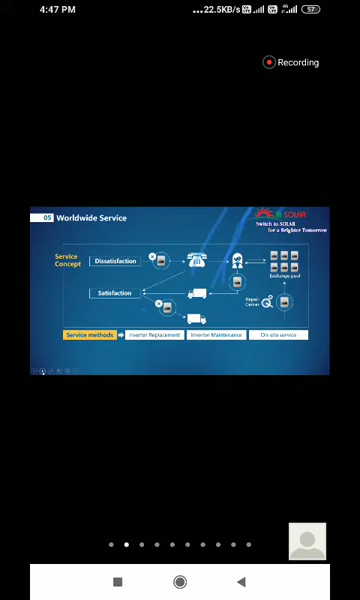 4:47 PM
...22.5KB/s
57
Recording
05 Worldwide Service
SOLAR
Switch to SOLAR
for a Brighter Tomorrow
Service
Concept
Dissatisfaction
Exchange pool
Satisfaction
Repair
Center
Service methods
Inverter Replacement
Inverter Maintenance
On-site service